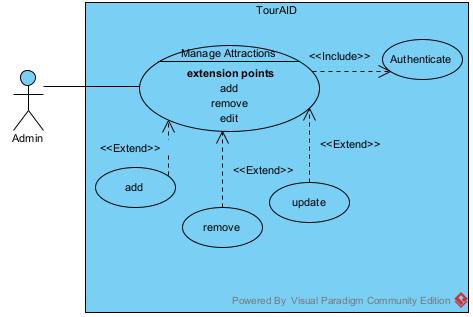 TourAID
Manage Attractions
<<Include>>
Authenticate
extension points
add
remove
edit
Admin
<<Extend>>
<<Extend>>
<<Extend>>
add
remove
update
Powered By Visual Paradigm Community Edition